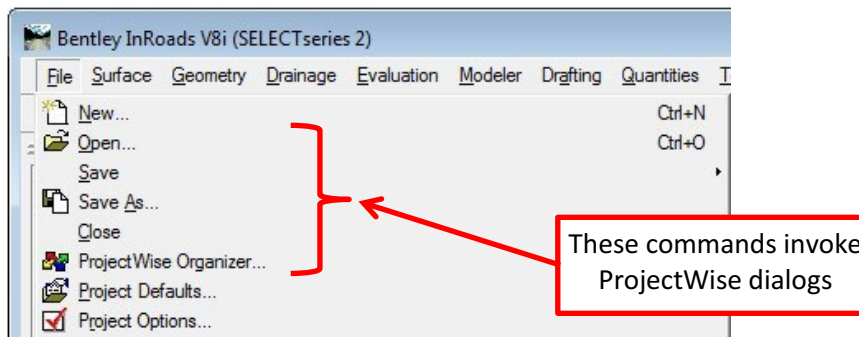 Bentley InRoads V8i (SELECTseries 2)
File Surface Geometry Drainage Evaluation Modeler Drafting Quantities T
New... Ctrl+N
Open... Ctrl+O
Save
Save As...
Close
ProjectWise Organizer...
Project Defaults...
Project Options...
These commands invoke
ProjectWise dialogs